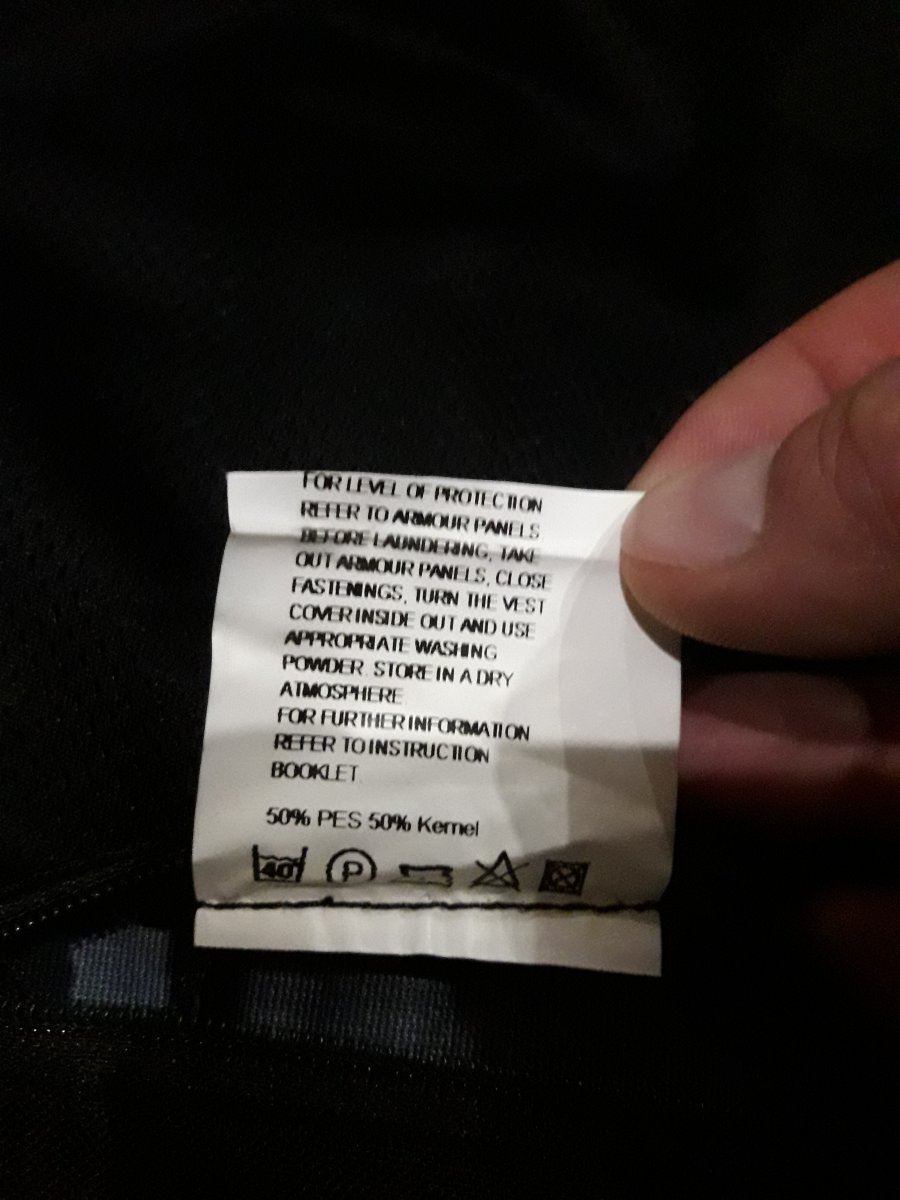 FOR LEVEL OF PROTECTION
REFER TO ARMOUR PANELS
BEFORE LAUNDERING, TAKE
OUT ARMOUR PANELS, CLOSE
FASTENINGS, TURN THE VEST
COVER INSIDE OUT AND USE
APPROPRIATE WASHING
POWDER. STORE IN A DRY
ATMOSPHERE.
FOR FURTHER INFORMATION
REFER TO INSTRUCTION
BOOKLET.
50% PES 50% Kernel
40 P